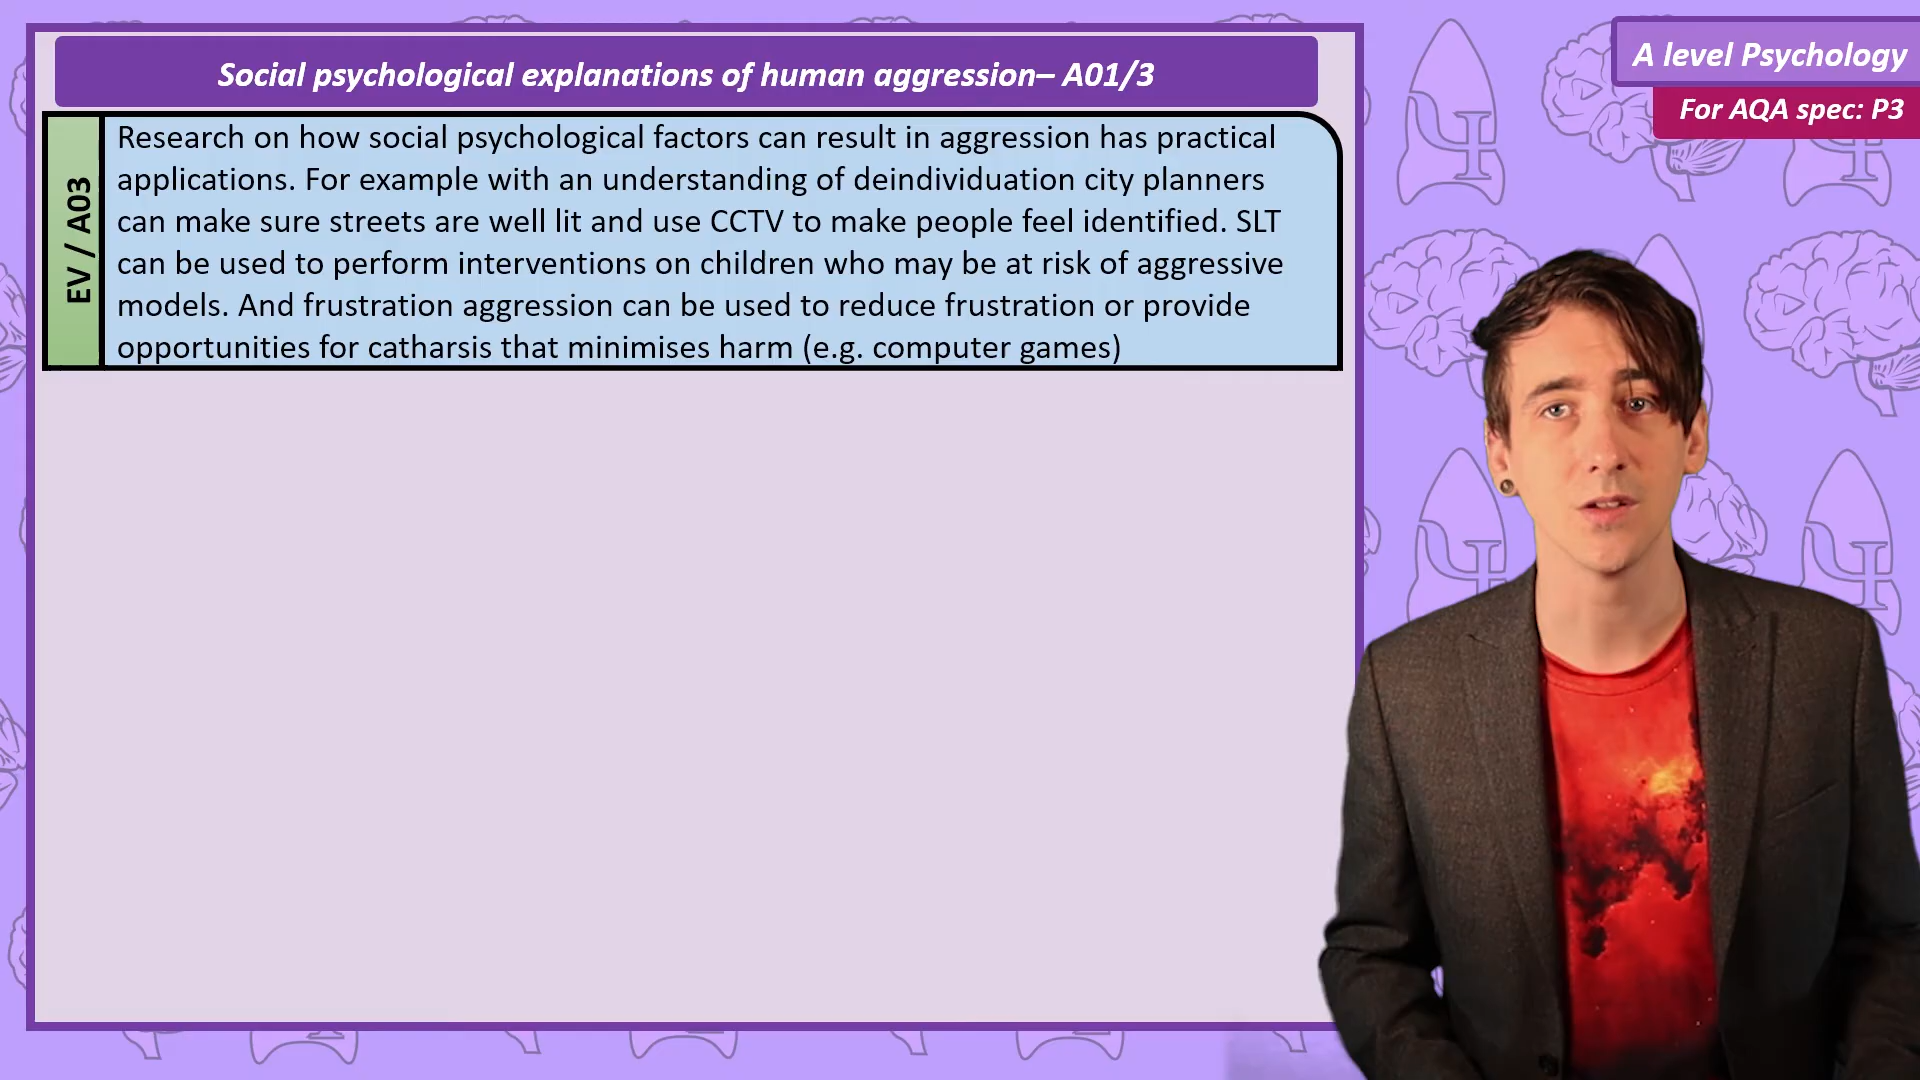 Social psychological explanations of human aggression– A01/3
A level Psychology
For AQA spec: P3
EV / A03
Research on how social psychological factors can result in aggression has practical
applications. For example with an understanding of deindividuation city planners
can make sure streets are well lit and use CCTV to make people feel identified. SLT
can be used to perform interventions on children who may be at risk of aggressive
models. And frustration aggression can be used to reduce frustration or provide
opportunities for catharsis that minimises harm (e.g. computer games)